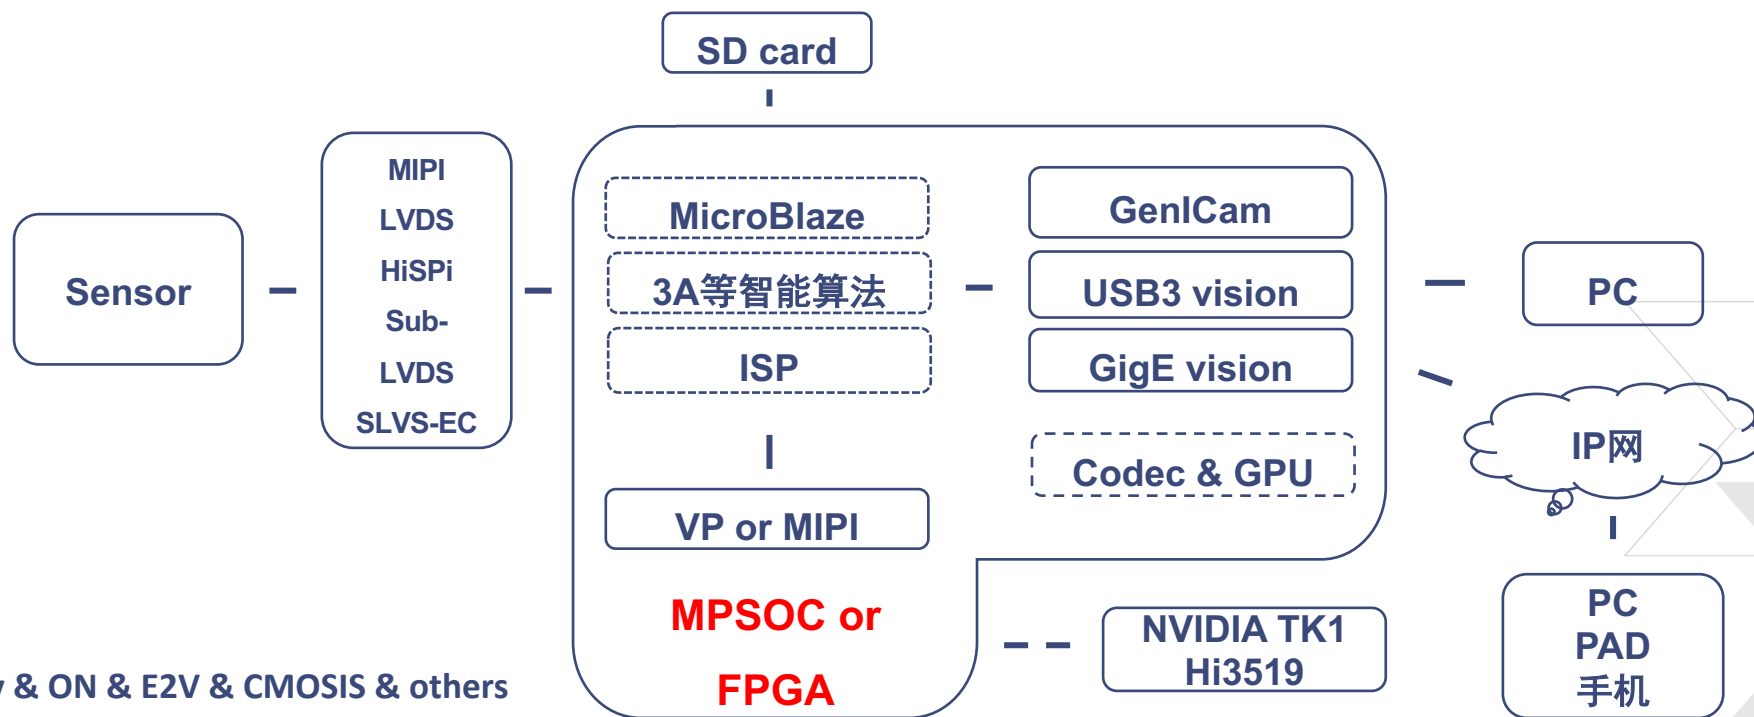 SD card
Sensor
MIPI
LVDS
HiSPi
Sub-
LVDS
SLVS-EC
MicroBlaze
3A等智能算法
ISP
VP or MIPI
MPSOC or
FPGA
GenICam
USB3 vision
GigE vision
Codec & GPU
NVIDIA TK1
Hi3519
PC
IP网
PC
PAD
手机
& ON & E2V & CMOSIS & others